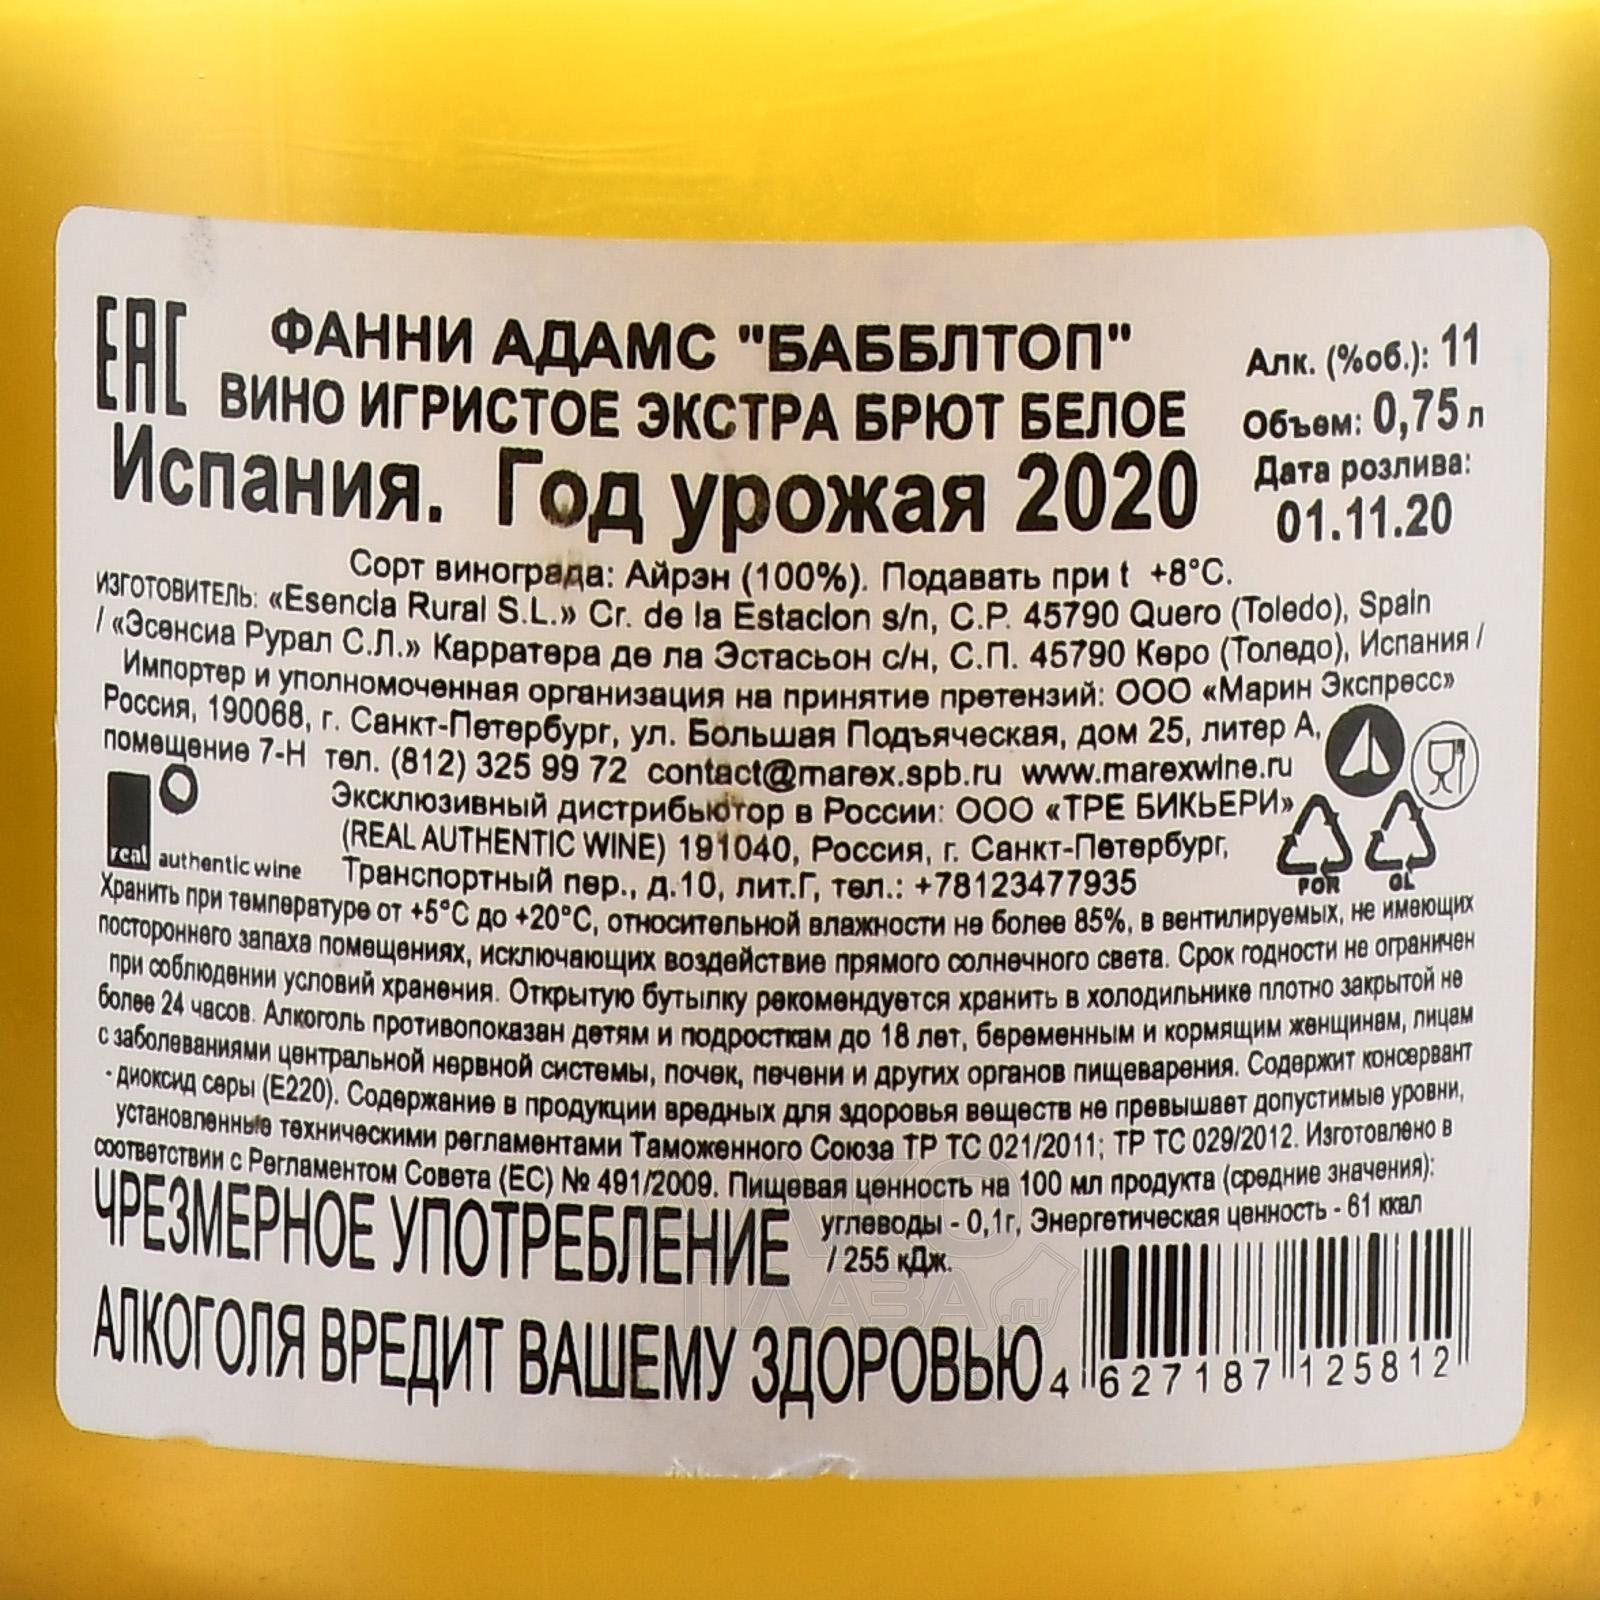 ЕАС
ФАННИ АДАМС "БАББЛТОП"
ВИНО ИГРИСТОЕ ЭКСТРА БРЮТ БЕЛОЕ
Испания. Год урожая 2020
Алк. (%об.): 11
Объем: 0,75 л
Дата розлива:
01.11.20
Сорт винограда: Айрэн (100%). Подавать при t +8°C.
ИЗГОТОВИТЕЛЬ: «Esencia Rural S.L.» Cr. de la Estacion s/n, C.P. 45790 Quero (Toledo), Spain
/ «Эсенсиа Рурал С.Л.» Карратера де ла Эстасьон с/н, С.П. 45790 Керо (Толедо), Испания /
Импортер и уполномоченная организация на принятие претензий: ООО «Марин Экспресс»
Россия, 190068, г. Санкт-Петербург, ул. Большая Подъяческая, дом 25, литер А,
помещение 7-Н тел. (812) 325 99 72 contact@marex.spb.ru www.marexwine.ru
Эксклюзивный дистрибьютор в России: ООО «ТРЕ БИКЬЕРИ»
(REAL AUTHENTIC WINE) 191040, Россия, г. Санкт-Петербург,
Транспортный пер., д.10, лит.Г, тел.: +78123477935
real authentic wine
POR GL
Хранить при температуре от +5°C до +20°C, относительной влажности не более 85%, в вентилируемых, не имеющих
постороннего запаха помещениях, исключающих воздействие прямого солнечного света. Срок годности не ограничен
при соблюдении условий хранения. Открытую бутылку рекомендуется хранить в холодильнике плотно закрытой не
более 24 часов. Алкоголь противопоказан детям и подросткам до 18 лет, беременным и кормящим женщинам, лицам
с заболеваниями центральной нервной системы, почек, печени и других органов пищеварения. Содержит консервант
- диоксид серы (Е220). Содержание в продукции вредных для здоровья веществ не превышает допустимые уровни,
установленные техническими регламентами Таможенного Союза ТР ТС 021/2011; ТР ТС 029/2012. Изготовлено в
соответствии с Регламентом Совета (ЕС) № 491/2009. Пищевая ценность на 100 мл продукта (средние значения):
углеводы - 0,1г, Энергетическая ценность - 61 ккал
/ 255 кДж.
ЧРЕЗМЕРНОЕ УПОТРЕБЛЕНИЕ
АЛКОГОЛЯ ВРЕДИТ ВАШЕМУ ЗДОРОВЬЮ
4 627187 125812
АЛКО
ПЛАЗА.ru